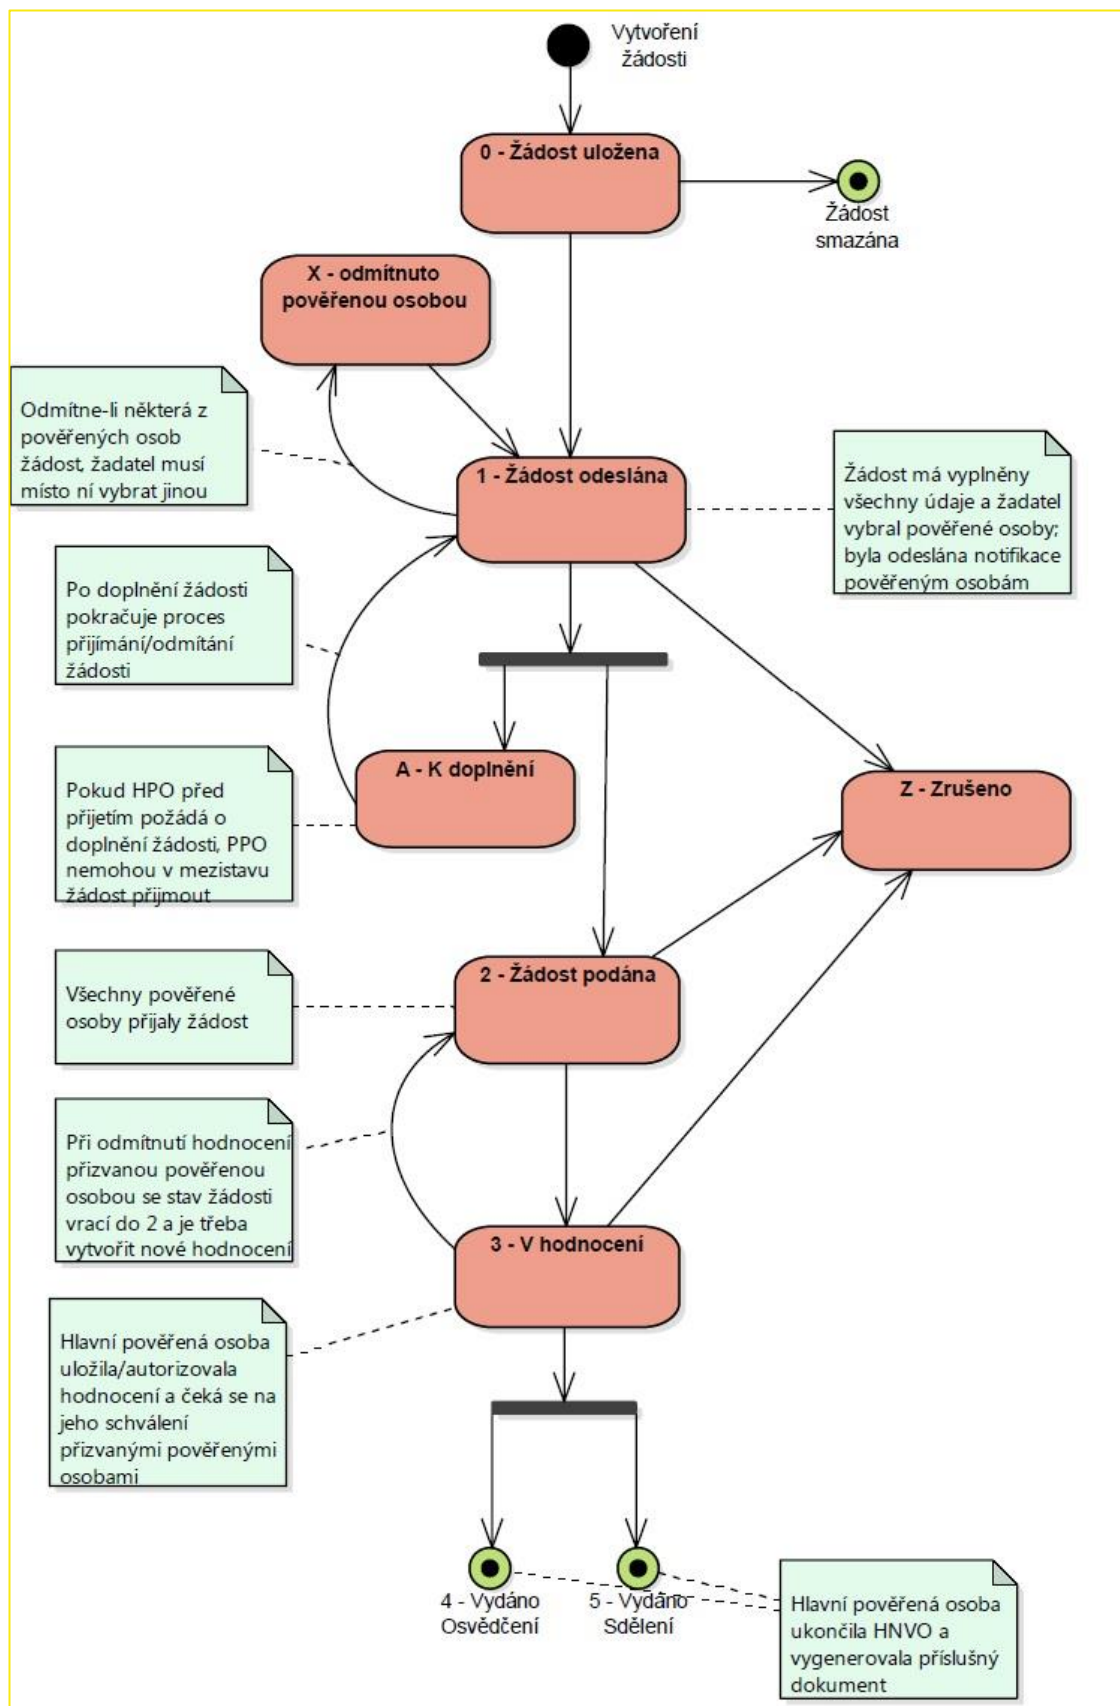 Vytvoření
žádosti
0 - Žádost uložena
Žádost
smazána
X - odmítnuto
pověřenou osobou
Odmítne-li některá z
pověřených osob
žádost, žadatel musí
místo ní vybrat jinou
1 - Žádost odeslána
Žádost má vyplněny
všechny údaje a žadatel
vybral pověřené osoby;
byla odeslána notifikace
pověřeným osobám
Po doplnění žádosti
pokračuje proces
přijímání/odmítání
žádosti
A - K doplnění
Z - Zrušeno
Pokud HPO před
přijetím požádá o
doplnění žádosti, PPO
nemohou v mezistavu
žádost přijmout
2 - Žádost podána
Všechny pověřené
osoby přijaly žádost
Při odmítnutí hodnocení
přizvanou pověřenou
osobou se stav žádosti
vrací do 2 a je třeba
vytvořit nové hodnocení
3 - V hodnocení
Hlavní pověřená osoba
uložila/autorizovala
hodnocení a čeká se na
jeho schválení
přizvanými pověřenými
osobami
4 - Vydáno
Osvědčení
5 - Vydáno
Sdělení
Hlavní pověřená osoba
ukončila HNVO a
vygenerovala příslušný
dokument